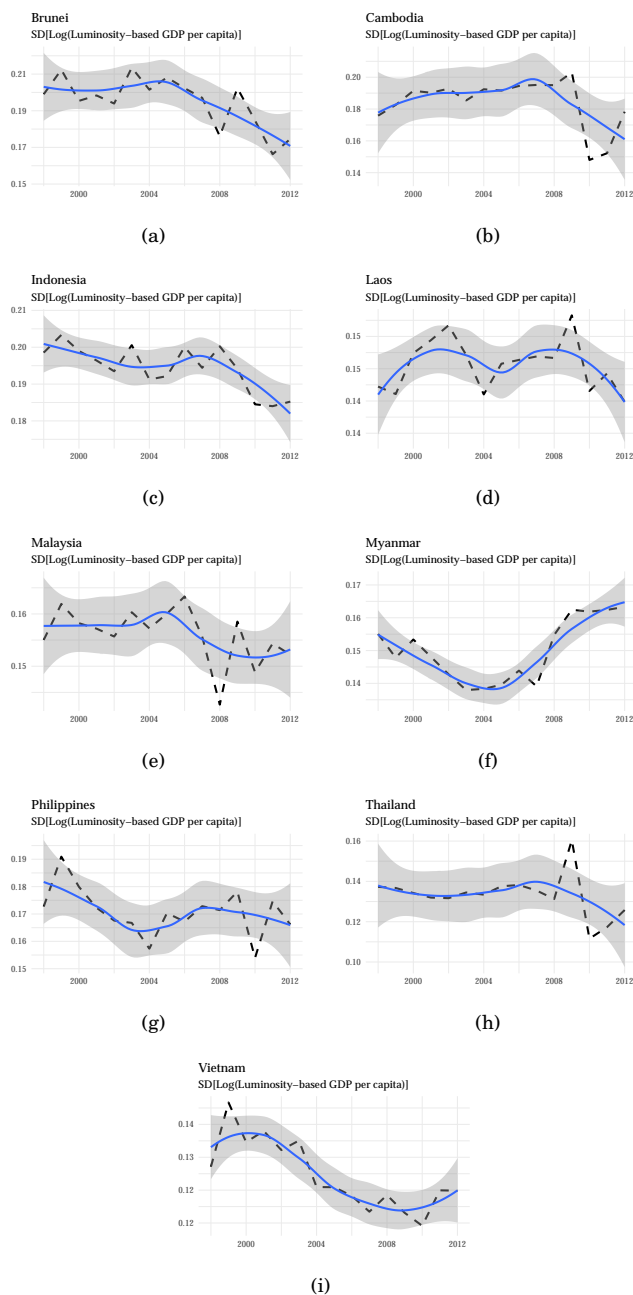 Brunei
SD[Log(Luminosity-based GDP per capita)]
0.21
0.19
0.17
0.15
2000 2004 2008 2012
(a)
Cambodia
SD[Log(Luminosity-based GDP per capita)]
0.20
0.18
0.16
0.14
2000 2004 2008 2012
(b)
Indonesia
SD[Log(Luminosity-based GDP per capita)]
0.21
0.20
0.19
0.18
2000 2004 2008 2012
(c)
Laos
SD[Log(Luminosity-based GDP per capita)]
0.15
0.15
0.14
0.14
2000 2004 2008 2012
(d)
Malaysia
SD[Log(Luminosity-based GDP per capita)]
0.16
0.15
2000 2004 2008 2012
(e)
Myanmar
SD[Log(Luminosity-based GDP per capita)]
0.17
0.15
0.14
2000 2004 2008 2012
(f)
Philippines
SD[Log(Luminosity-based GDP per capita)]
0.19
0.18
0.17
0.16
0.15
2000 2004 2008 2012
(g)
Thailand
SD[Log(Luminosity-based GDP per capita)]
0.16
0.14
0.12
0.10
2000 2004 2008 2012
(h)
Vietnam
SD[Log(Luminosity-based GDP per capita)]
0.14
0.13
0.12
0.12
2000 2004 2008 2012
(i)